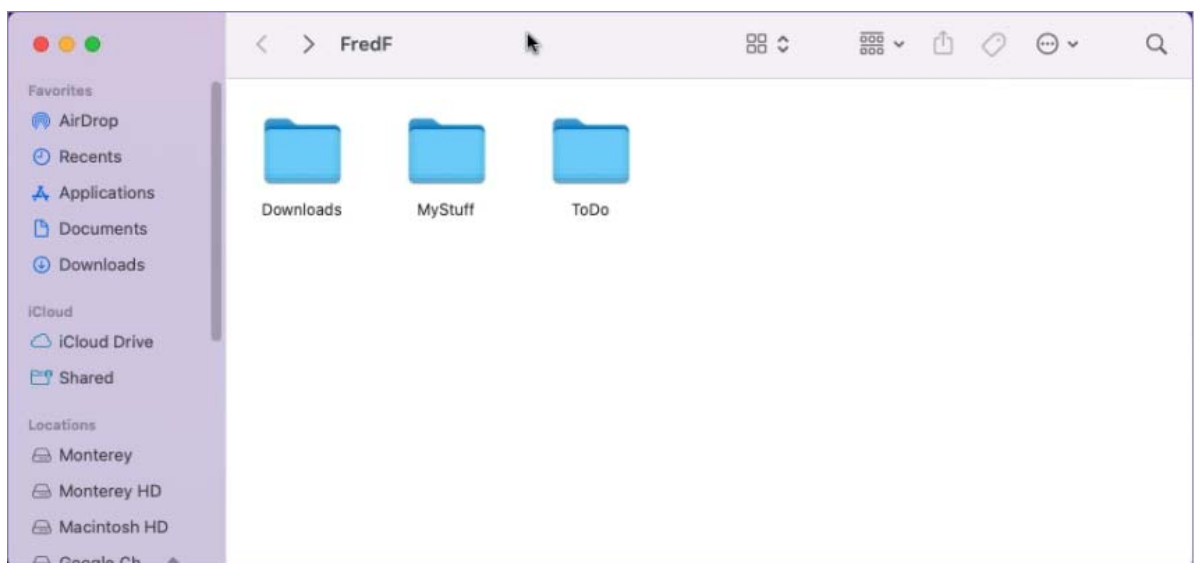 FredF
Favorites
AirDrop
Recents
Applications
Documents
Downloads
iCloud
iCloud Drive
Shared
Locations
Monterey
Monterey HD
Macintosh HD
Downloads MyStuff ToDo